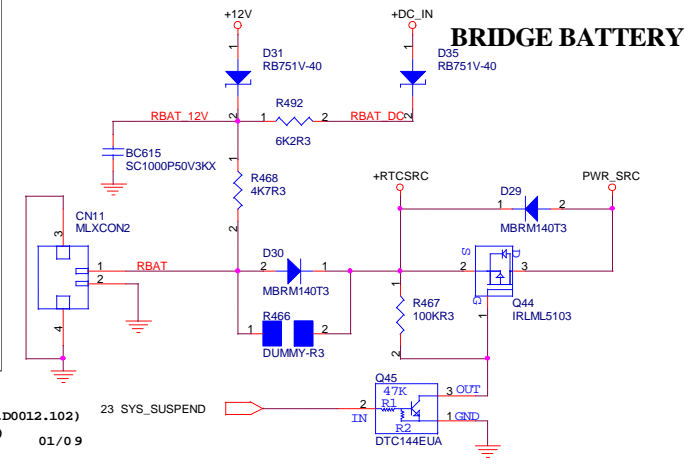 +12V
+DC_IN
BRIDGE BATTERY
1
D31
RB751V-40
1
D35
RB751V-40
2
2
R492
RBAT_12V
1
2
RBAT_DC
6K2R3
BC615
SC1000P50V3KX
1
R468
4K7R3
2
+RTCSRC
PWR_SRC
D29
1
2
MBRM140T3
CN11
MLXCON2
3
1
RBAT
2
4
D30
2
1
MBRM140T3
R466
1
2
DUMMY-R3
S
D
2
3
G
Q44
IRLML5103
1
1
R467
100KR3
2
Q45
47K
R1
R2
3
OUT
2
IN
1
GND
DTC144EUA
23 SYS_SUSPEND
D0012.102)
)
01/09